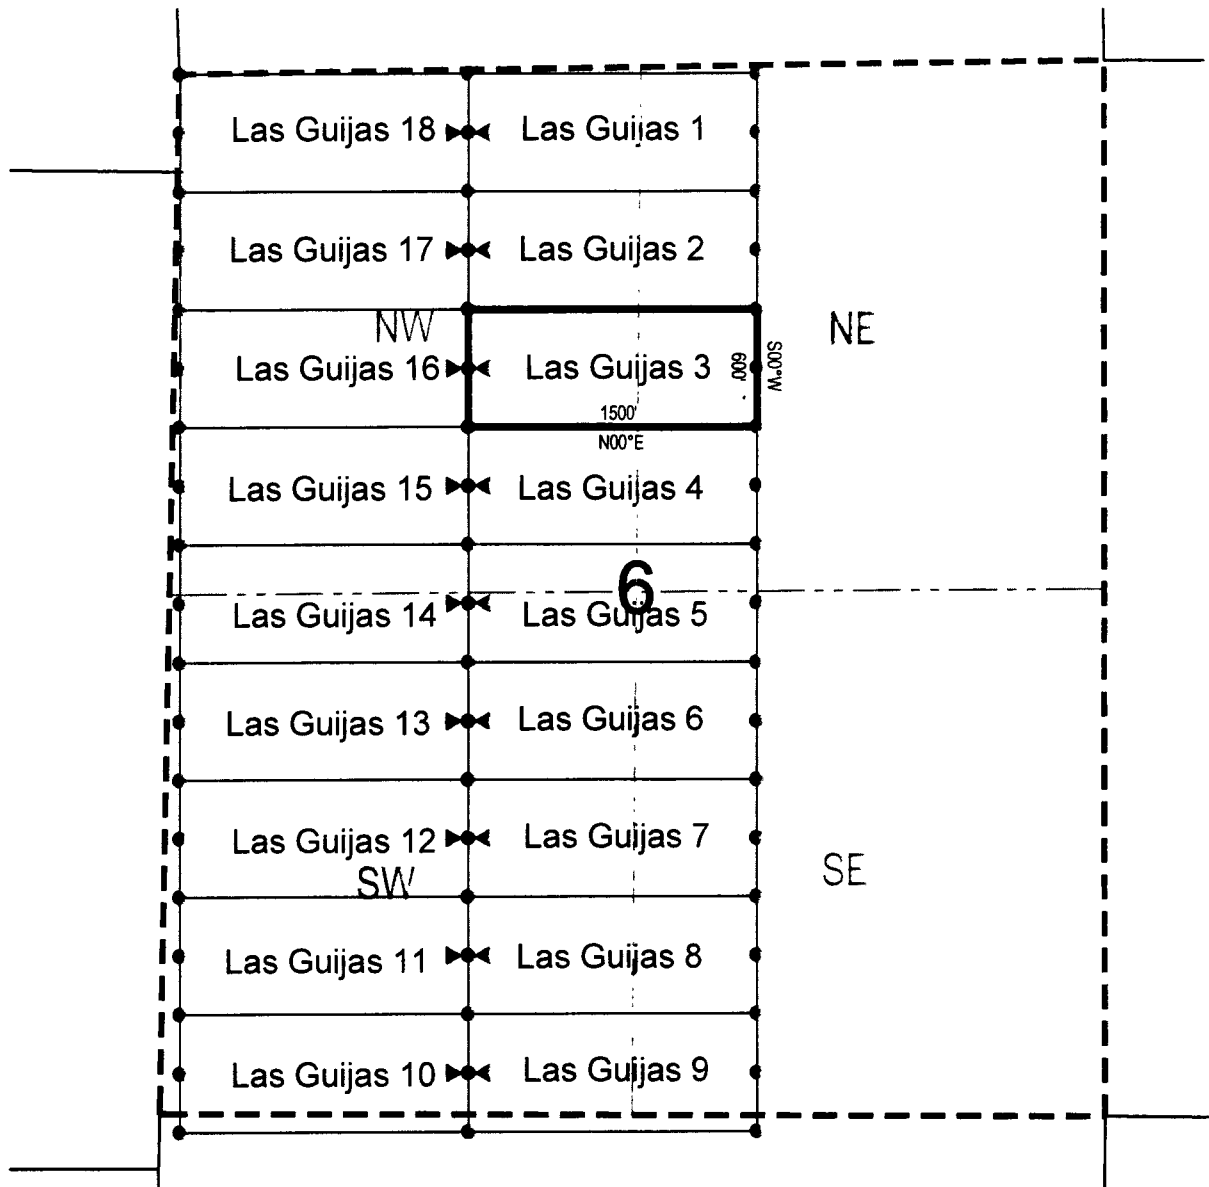 Las Guijas 18
Las Guijas 1
Las Guijas 17
Las Guijas 2
NW
NE
Las Guijas 16
Las Guijas 3
600'
S00°W
1500'
N00°E
Las Guijas 15
Las Guijas 4
6
Las Guijas 14
Las Guijas 5
Las Guijas 13
Las Guijas 6
Las Guijas 12
Las Guijas 7
SW
SE
Las Guijas 11
Las Guijas 8
Las Guijas 10
Las Guijas 9